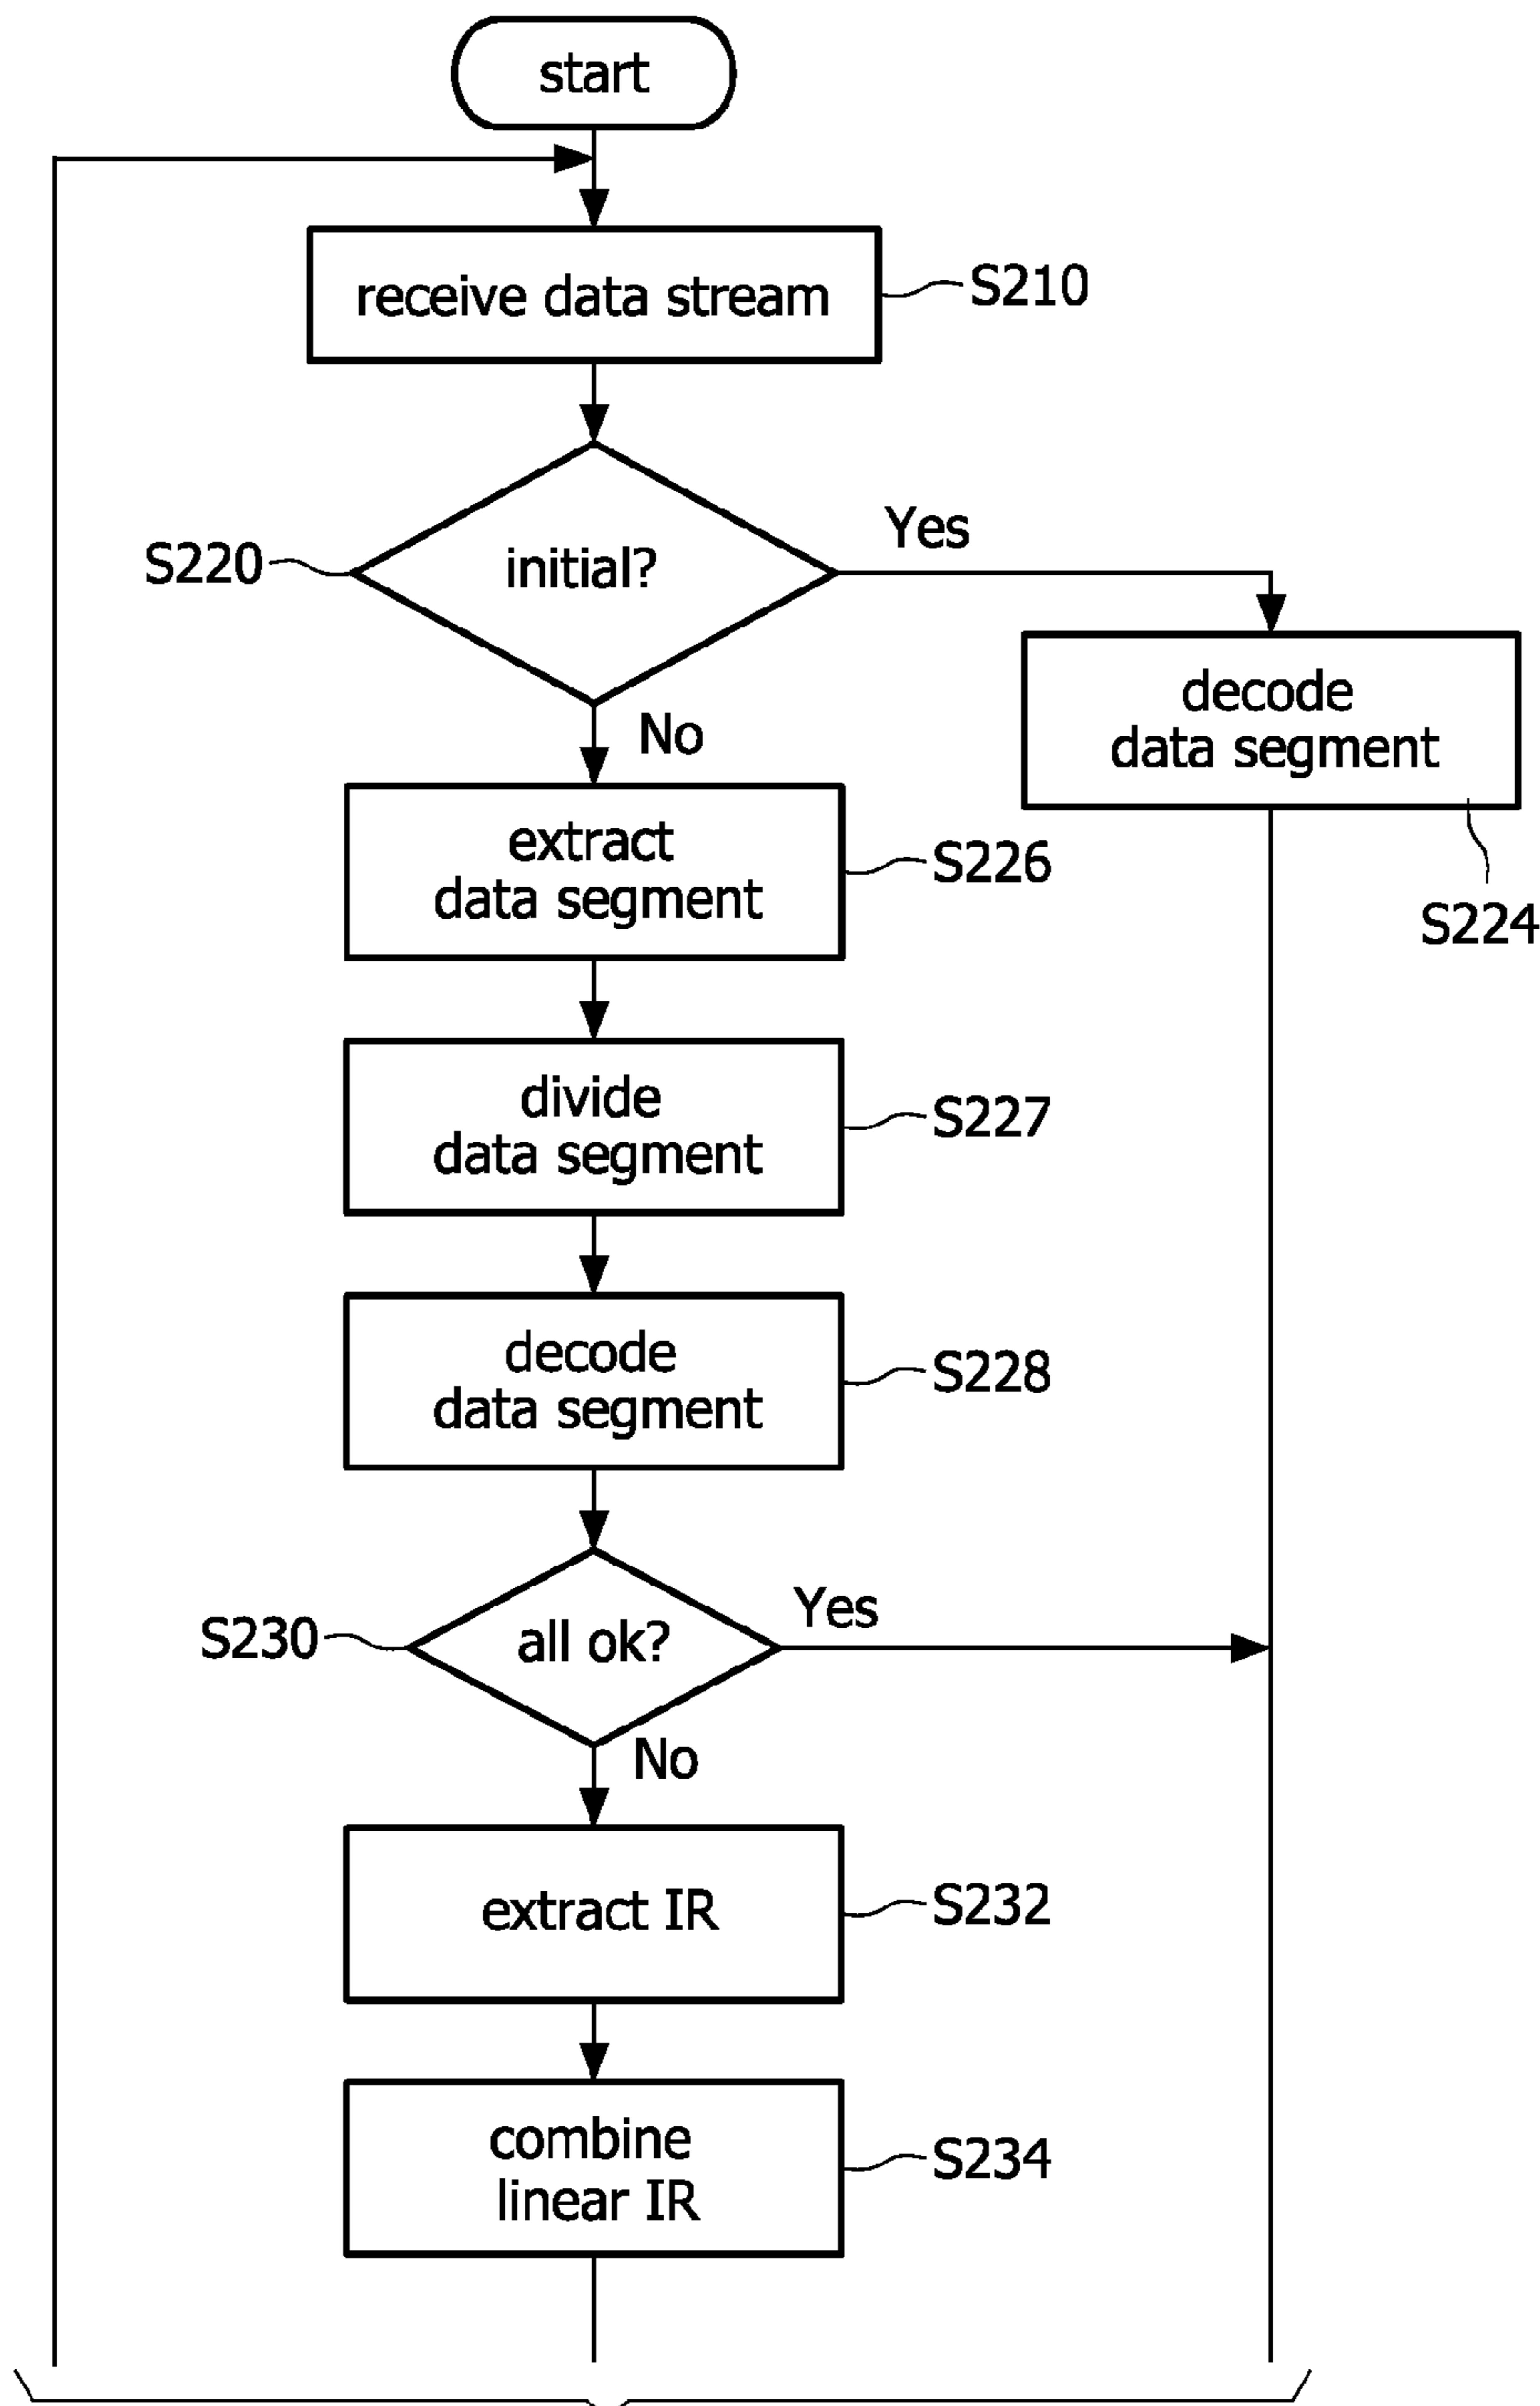 start
receive data stream
S210
S220
initial?
Yes
No
decode
data segment
S224
extract
data segment
S226
divide
data segment
S227
decode
data segment
S228
S230
all ok?
Yes
No
extract IR
S232
combine
linear IR
S234